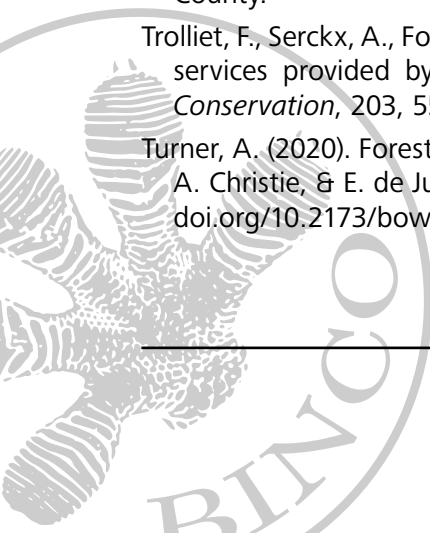 County.
Trolliet, F., Serckx, A., Fo
services provided by
Conservation, 203, 5
Turner, A. (2020). Forest
A. Christie, & E. de Ju
doi.org/10.2173/bow
BINCO